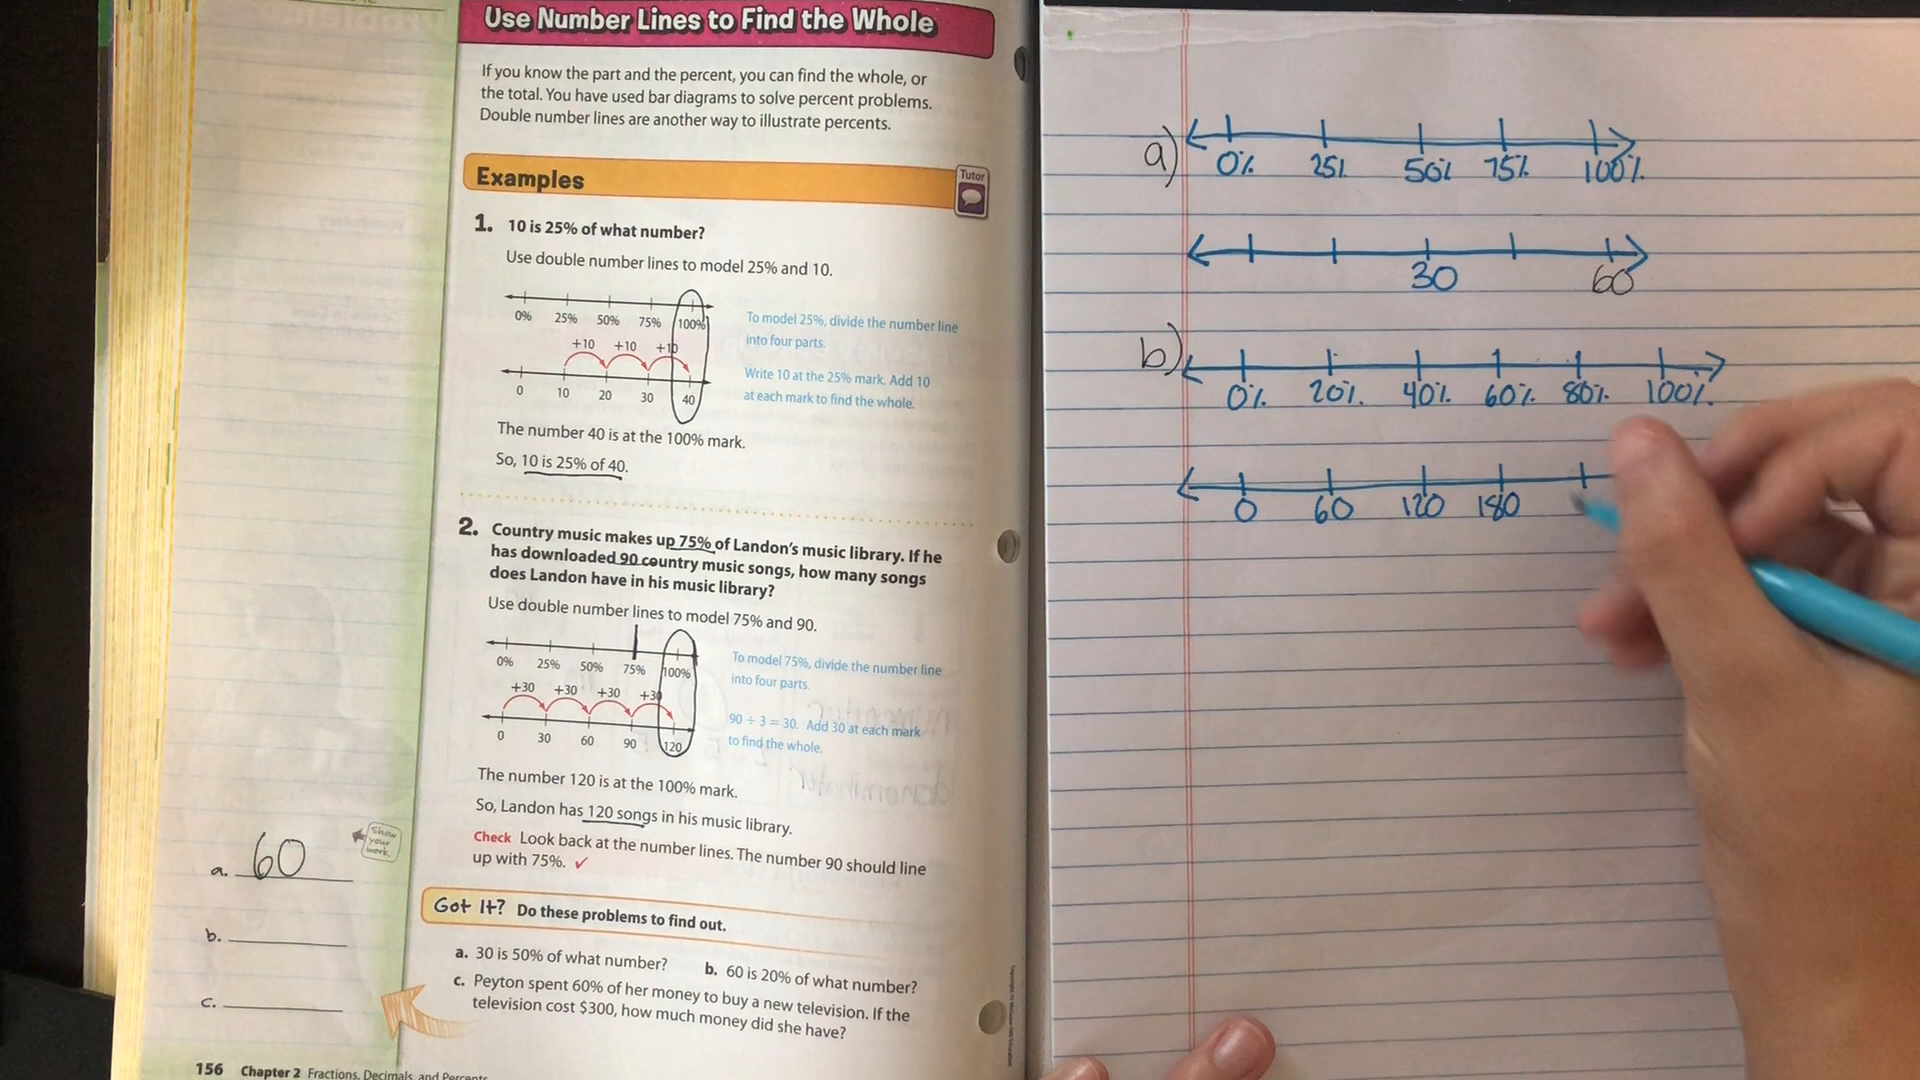 Use Number Lines to Find the Whole
If you know the part and the percent, you can find the whole, or
the total. You have used bar diagrams to solve percent problems.
Double number lines are another way to illustrate percents.
Examples
Tutor
1. 10 is 25% of what number?
Use double number lines to model 25% and 10.
0% 25% 50% 75% 100%
+10 +10 +10
0 10 20 30 40
To model 25%, divide the number line
into four parts.
Write 10 at the 25% mark. Add 10
at each mark to find the whole.
The number 40 is at the 100% mark.
So, 10 is 25% of 40.
2. Country music makes up 75% of Landon's music library. If he
has downloaded 90 country music songs, how many songs
does Landon have in his music library?
Use double number lines to model 75% and 90.
0% 25% 50% 75% 100%
+30 +30 +30 +30
0 30 60 90 120
To model 75%, divide the number line
into four parts.
90 ÷ 3 = 30. Add 30 at each mark
to find the whole.
The number 120 is at the 100% mark.
So, Landon has 120 songs in his music library.
Check Look back at the number lines. The number 90 should line
up with 75%. ✓
Got It? Do these problems to find out.
a. 30 is 50% of what number? b. 60 is 20% of what number?
c. Peyton spent 60% of her money to buy a new television. If the
television cost $300, how much money did she have?
Show
your
work.
a. 60
b.
c.
156 Chapter 2 Fractions, Decimals, and Percents
a) 0% 25% 50% 75% 100%
30 60
b) 0% 20% 40% 60% 80% 100%
0 60 120 180